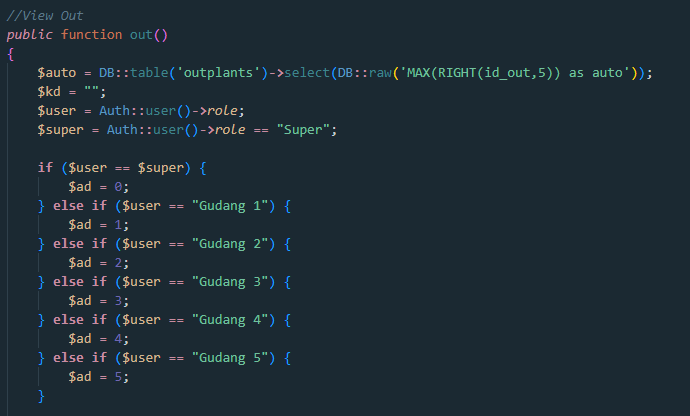 //View Out
public function out()
{
    $auto = DB::table('outplants')->select(DB::raw('MAX(RIGHT(id_out,5)) as auto'));
    $kd = "";
    $user = Auth::user()->role;
    $super = Auth::user()->role == "Super";

    if ($user == $super) {
        $ad = 0;
    } else if ($user == "Gudang 1") {
        $ad = 1;
    } else if ($user == "Gudang 2") {
        $ad = 2;
    } else if ($user == "Gudang 3") {
        $ad = 3;
    } else if ($user == "Gudang 4") {
        $ad = 4;
    } else if ($user == "Gudang 5") {
        $ad = 5;
    }